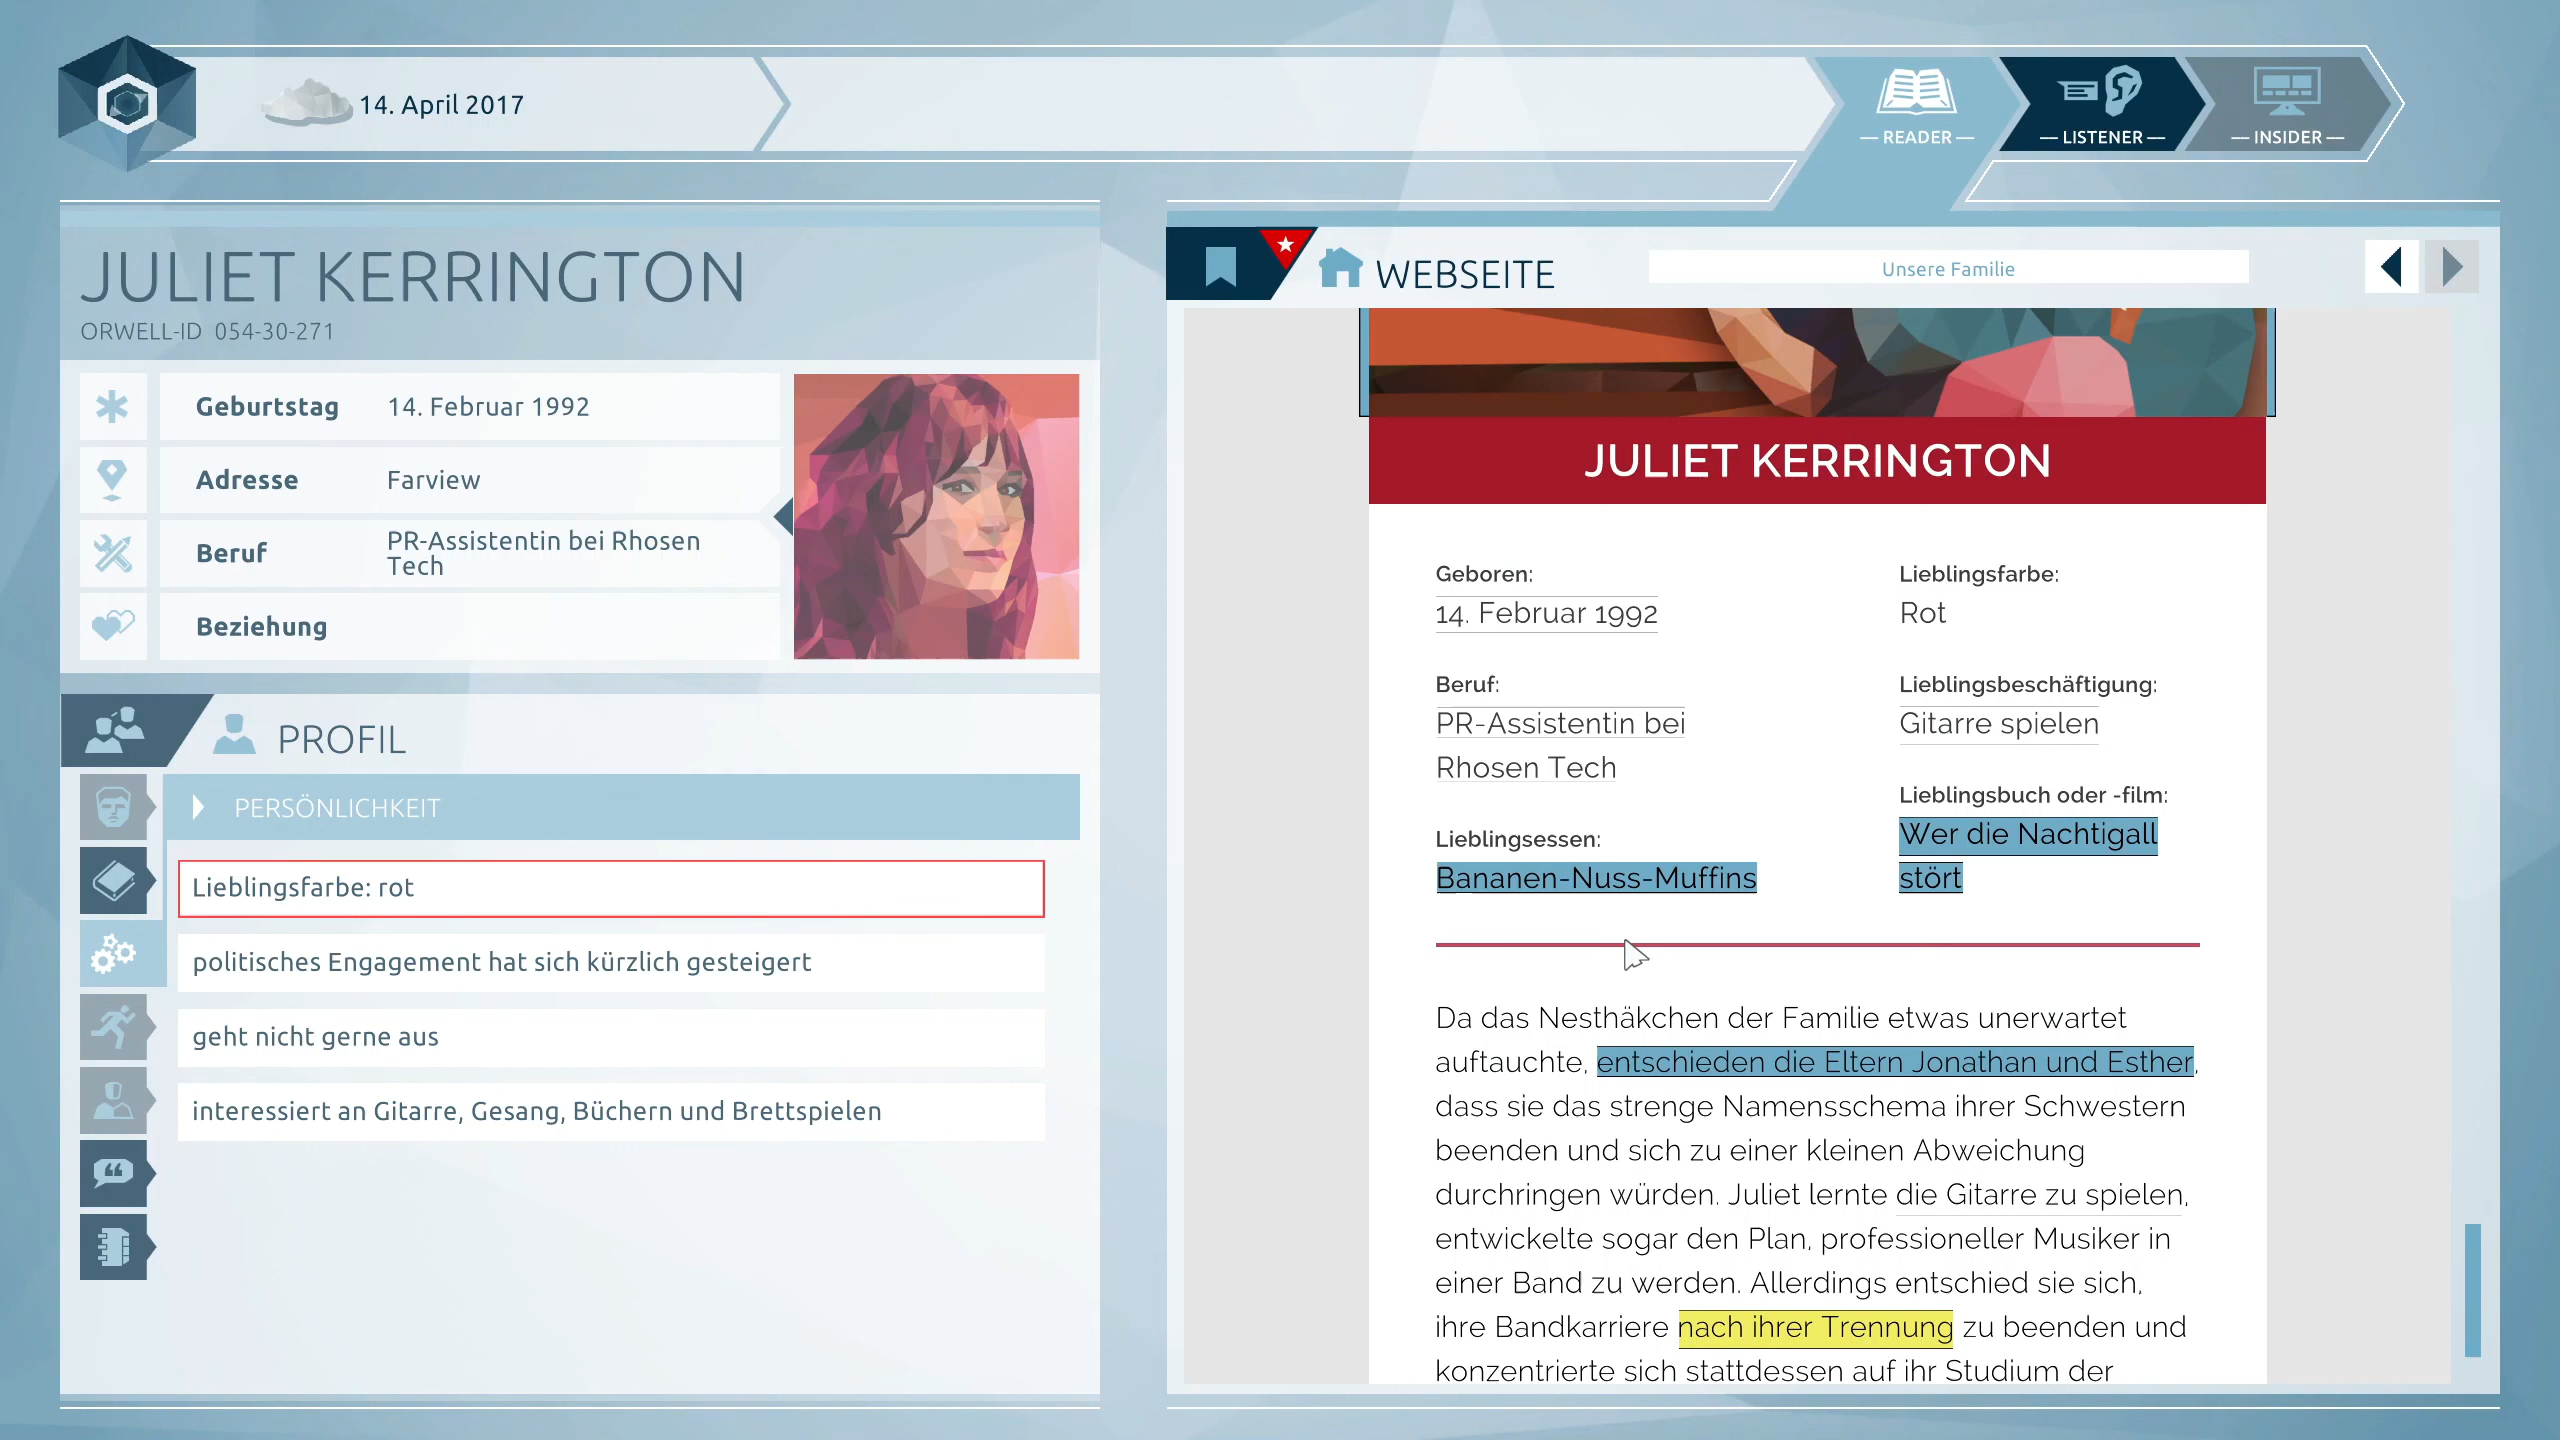 14. April 2017
— READER —
— LISTENER —
— INSIDER —
JULIET KERRINGTON
ORWELL-ID 054-30-271
Geburtstag 14. Februar 1992
Adresse Farview
Beruf PR-Assistentin bei Rhosen
Tech
Beziehung
PROFIL
PERSÖNLICHKEIT
Lieblingsfarbe: rot
politisches Engagement hat sich kürzlich gesteigert
geht nicht gerne aus
interessiert an Gitarre, Gesang, Büchern und Brettspielen
WEBSEITE
Unsere Familie
JULIET KERRINGTON
Geboren:
14. Februar 1992
Beruf:
PR-Assistentin bei
Rhosen Tech
Lieblingsessen:
Bananen-Nuss-Muffins
Lieblingsfarbe:
Rot
Lieblingsbeschäftigung:
Gitarre spielen
Lieblingsbuch oder -film:
Wer die Nachtigall
stört
Da das Nesthäkchen der Familie etwas unerwartet
auftauchte, entschieden die Eltern Jonathan und Esther,
dass sie das strenge Namensschema ihrer Schwestern
beenden und sich zu einer kleinen Abweichung
durchringen würden. Juliet lernte die Gitarre zu spielen,
entwickelte sogar den Plan, professioneller Musiker in
einer Band zu werden. Allerdings entschied sie sich,
ihre Bandkarriere nach ihrer Trennung zu beenden und
konzentrierte sich stattdessen auf ihr Studium der